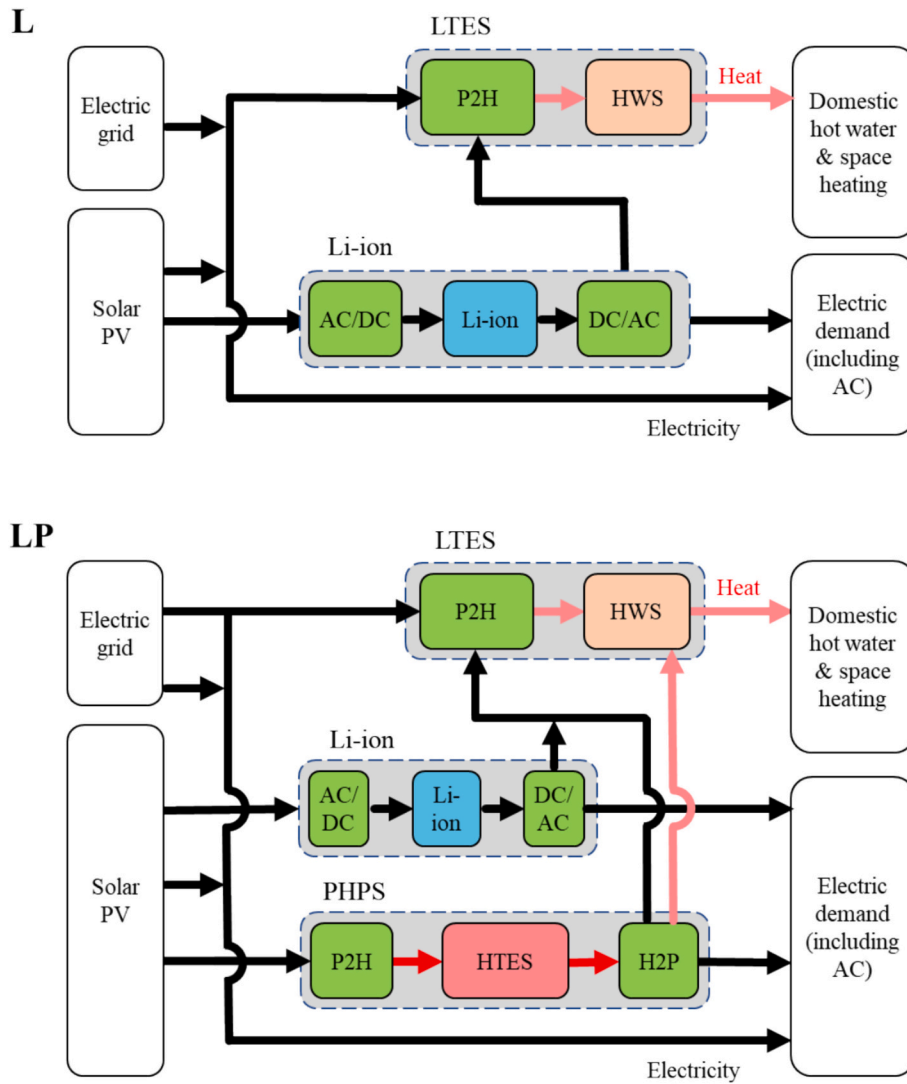 L
LTES
Electric
grid
P2H
HWS
Heat
Domestic
hot water
& space
heating
Li-ion
Solar
PV
AC/DC
Li-ion
DC/AC
Electric
demand
(including
AC)
Electricity
LP
LTES
Electric
grid
P2H
HWS
Heat
Domestic
hot water
& space
heating
Li-ion
AC/
DC
Li-
ion
DC/
AC
Solar
PV
PHPS
P2H
HTES
H2P
Electric
demand
(including
AC)
Electricity